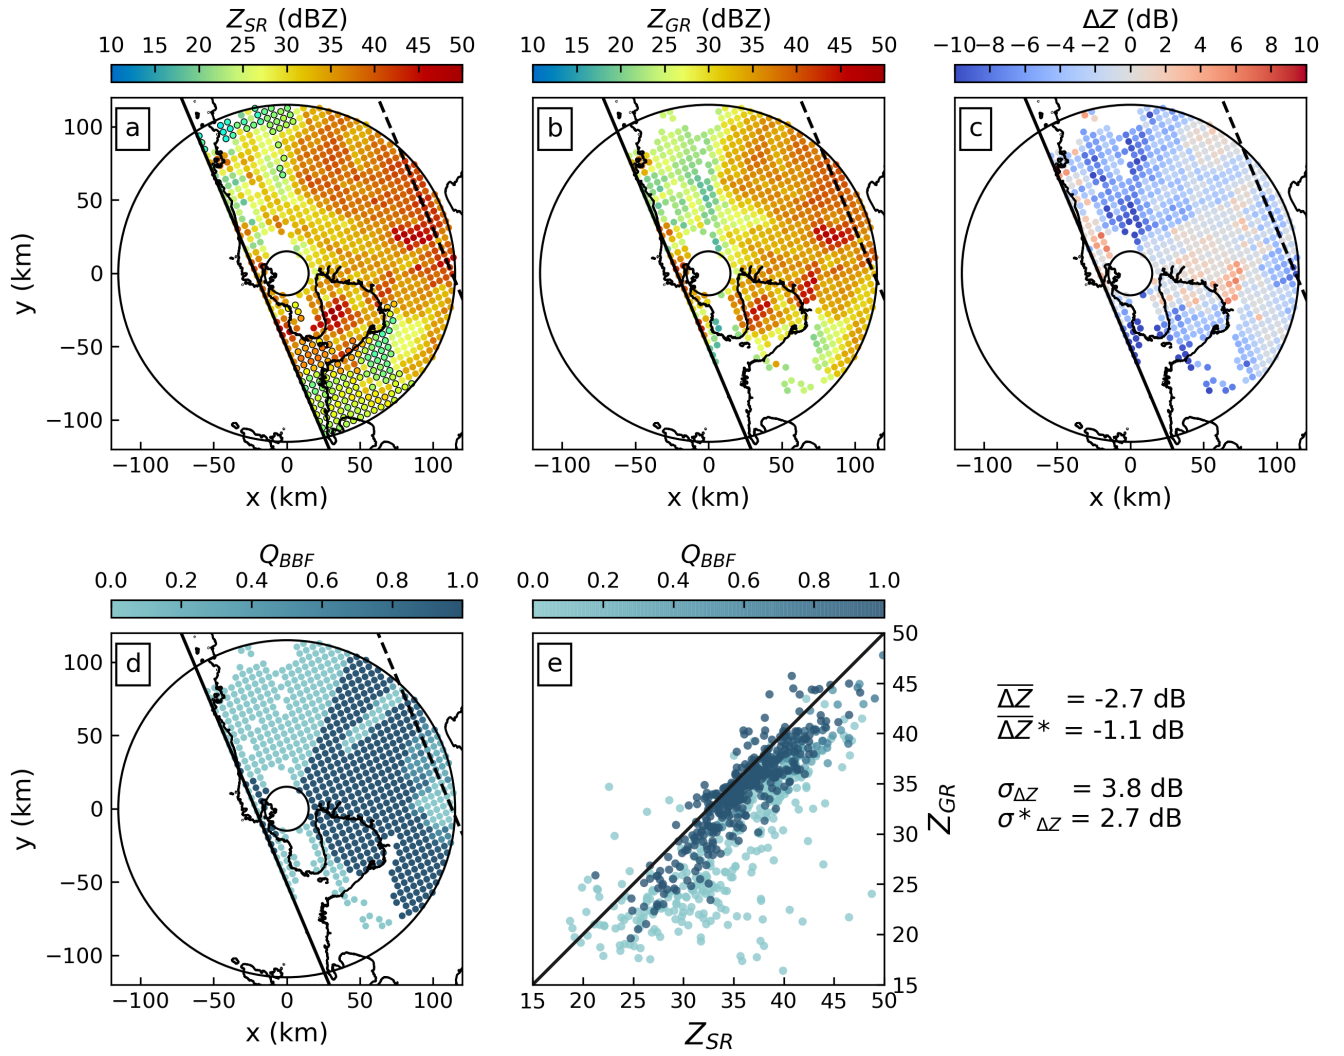 Z_SR (dBZ)
10 15 20 25 30 35 40 45 50
Z_GR (dBZ)
10 15 20 25 30 35 40 45 50
ΔZ (dB)
−10 −8 −6 −4 −2 0 2 4 6 8 10
a
100
50
0
−50
−100
y (km)
−100 −50 0 50 100
x (km)
b
−100 −50 0 50 100
x (km)
c
−100 −50 0 50 100
x (km)
Q_BBF
0.0 0.2 0.4 0.6 0.8 1.0
Q_BBF
0.0 0.2 0.4 0.6 0.8 1.0
d
100
50
0
−50
−100
y (km)
−100 −50 0 50 100
x (km)
e
50
45
40
35
30
25
20
15
Z_GR
15 20 25 30 35 40 45 50
Z_SR
Δ̅Z̅ = -2.7 dB
Δ̅Z̅ * = -1.1 dB
σ_ΔZ = 3.8 dB
σ*_ΔZ = 2.7 dB